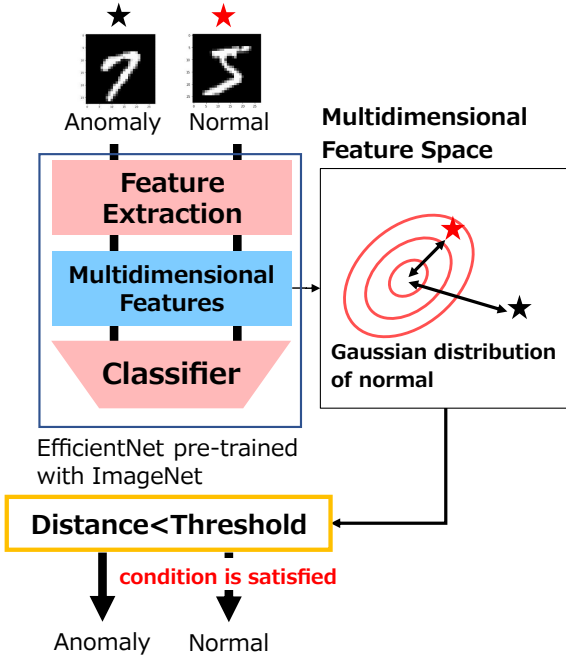 Anomaly Normal
Multidimensional
Feature Space
Feature
Extraction
Multidimensional
Features
Classifier
Gaussian distribution
of normal
EfficientNet pre-trained
with ImageNet
Distance<Threshold
condition is satisfied
Anomaly Normal